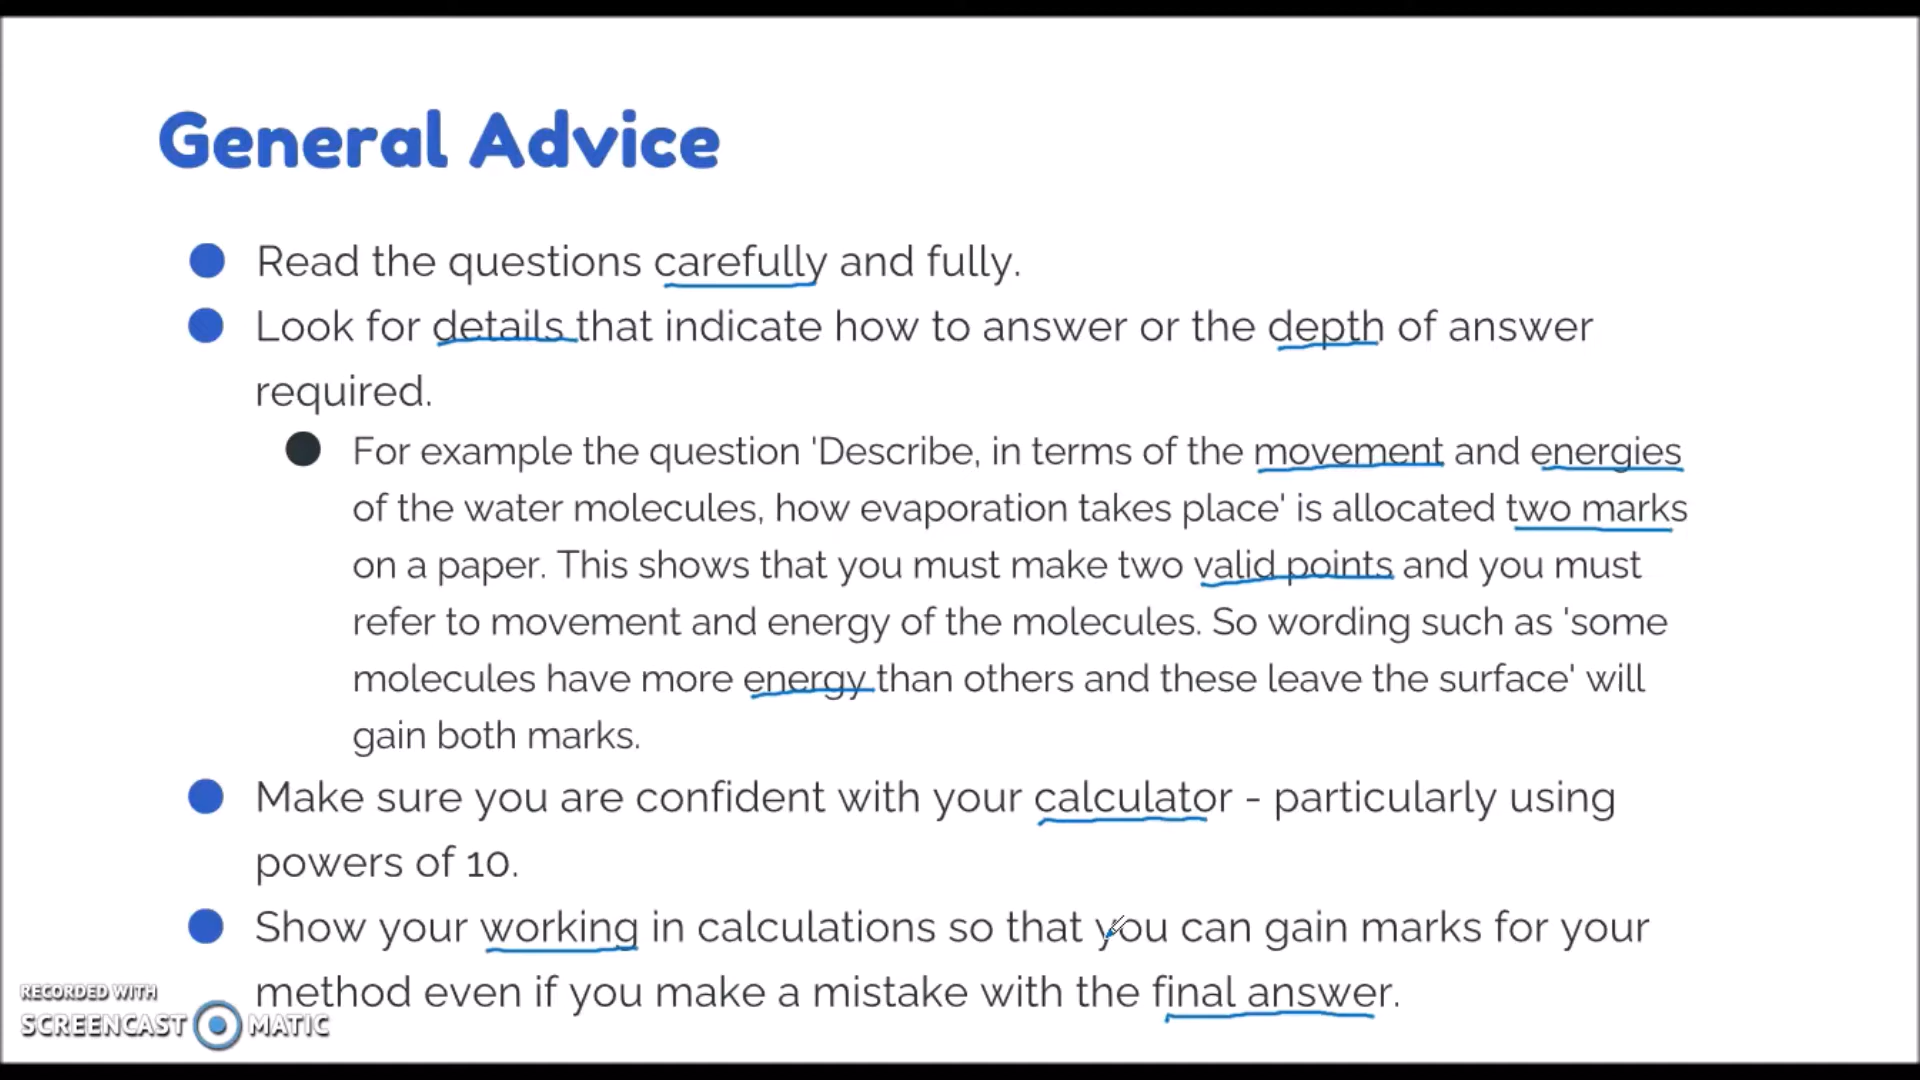 General Advice
Read the questions carefully and fully.
Look for details that indicate how to answer or the depth of answer
required.
For example the question 'Describe, in terms of the movement and energies
of the water molecules, how evaporation takes place' is allocated two marks
on a paper. This shows that you must make two valid points and you must
refer to movement and energy of the molecules. So wording such as 'some
molecules have more energy than others and these leave the surface' will
gain both marks.
Make sure you are confident with your calculator - particularly using
powers of 10.
Show your working in calculations so that you can gain marks for your
method even if you make a mistake with the final answer.
RECORDED WITH
SCREENCAST MATIC